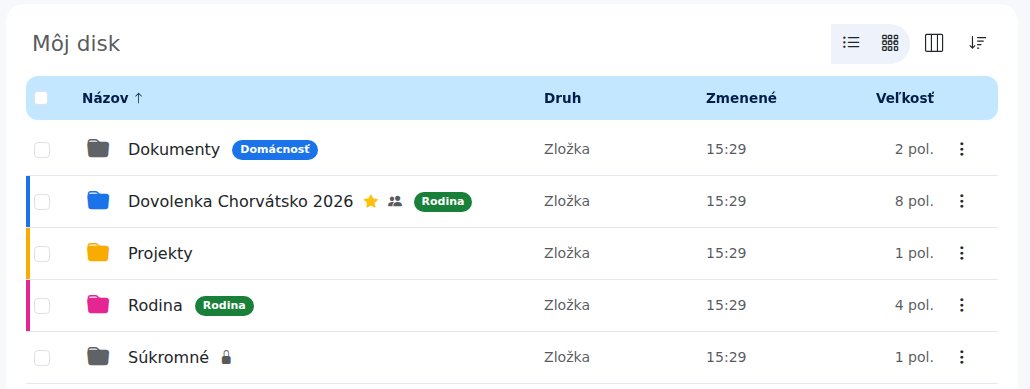 Môj disk
Názov ↑ Druh Zmenené Veľkosť
Dokumenty Domácnosť Zložka 15:29 2 pol.
Dovolenka Chorvátsko 2026 Rodina Zložka 15:29 8 pol.
Projekty Zložka 15:29 1 pol.
Rodina Rodina Zložka 15:29 4 pol.
Súkromné Zložka 15:29 1 pol.